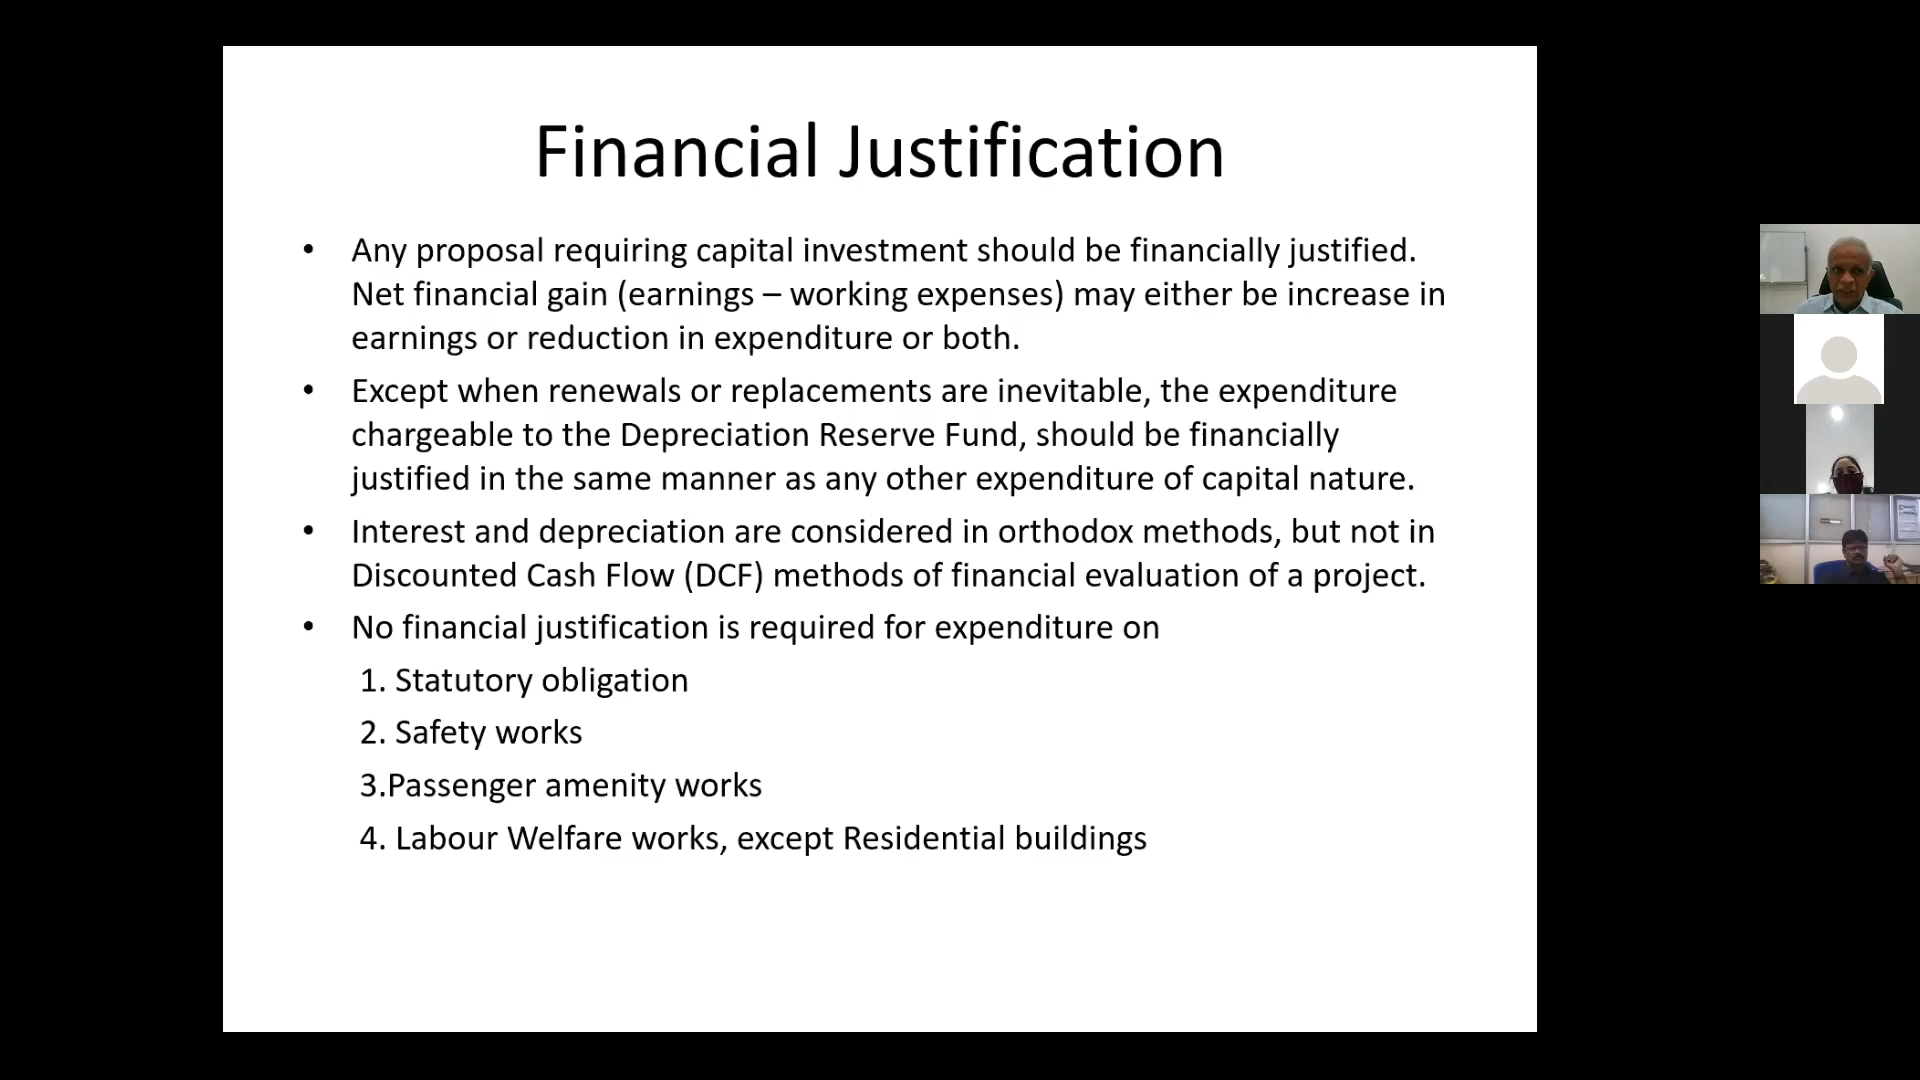 Financial Justification
• Any proposal requiring capital investment should be financially justified.
Net financial gain (earnings – working expenses) may either be increase in
earnings or reduction in expenditure or both.
• Except when renewals or replacements are inevitable, the expenditure
chargeable to the Depreciation Reserve Fund, should be financially
justified in the same manner as any other expenditure of capital nature.
• Interest and depreciation are considered in orthodox methods, but not in
Discounted Cash Flow (DCF) methods of financial evaluation of a project.
• No financial justification is required for expenditure on
1. Statutory obligation
2. Safety works
3.Passenger amenity works
4. Labour Welfare works, except Residential buildings